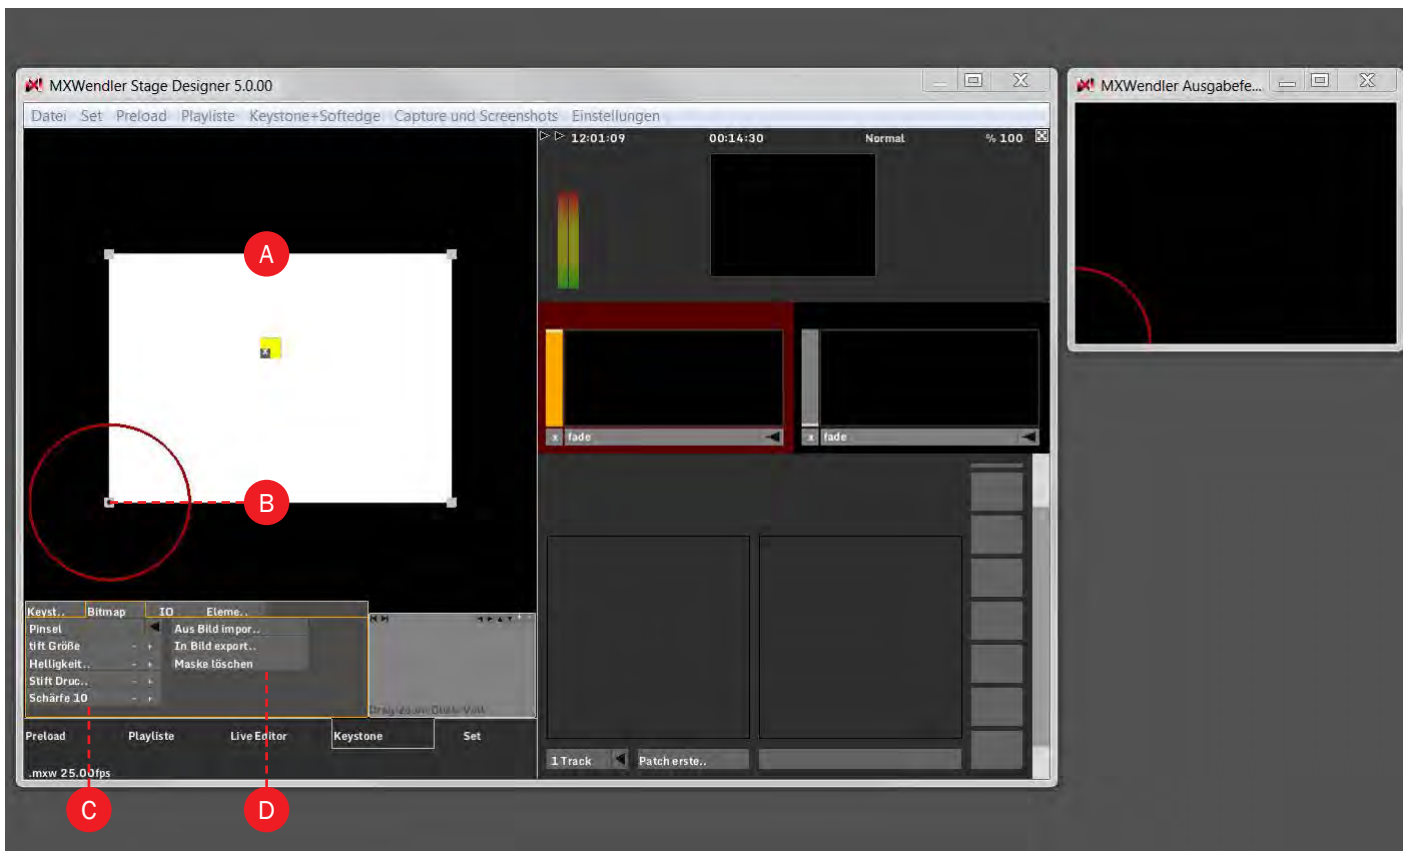 MXWendler Stage Designer 5.0.00
MXWendler Ausgabefe...
Datei Set Preload Playliste Keystone+Softedge Capture und Screenshots Einstellungen
12:01:09 00:14:30 Normal % 100
A
x fade
x fade
B
Keyst.. Bitmap IO Eleme..
Pinsel
Aus Bild impor..
tift Größe - +
In Bild export..
Helligkeit.. - +
Maske löschen
Stift Druc.. - +
Schärfe 10 - +
Preload Playliste Live Editor Keystone Set
1 Track Patch erste..
.mxw 25.00fps
C
D